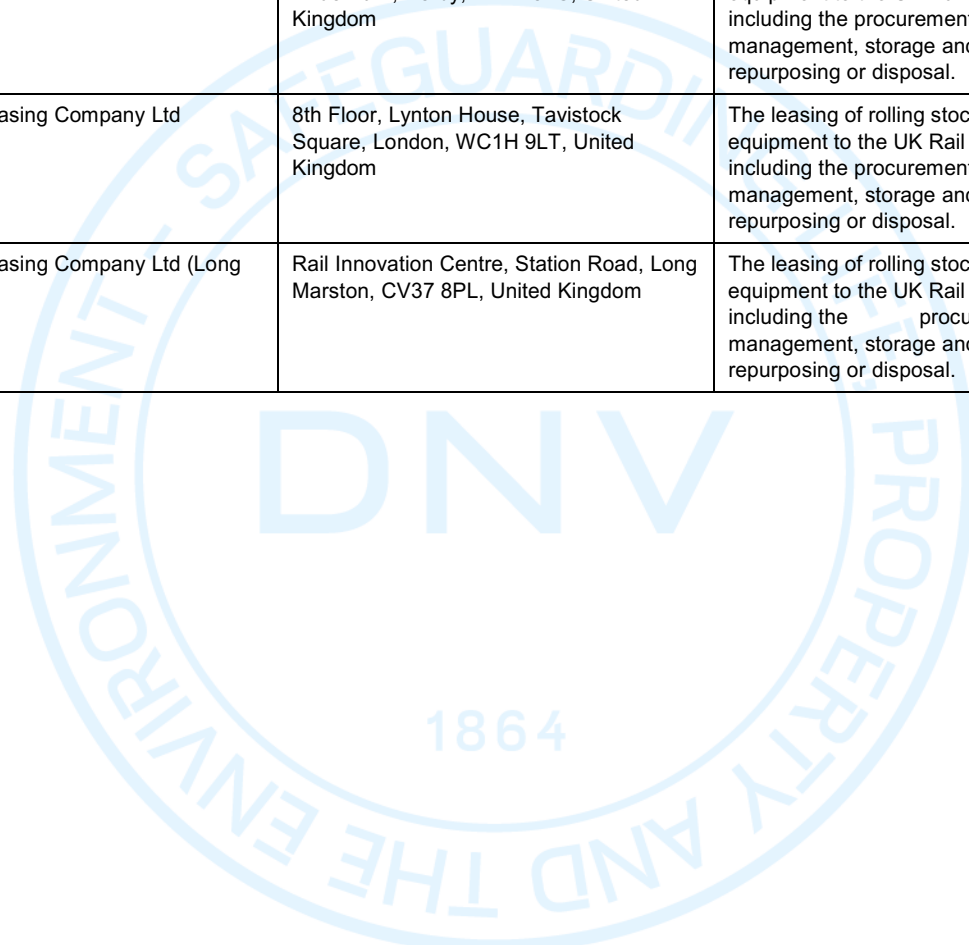 Kingdom
including the procurement
management, storage and
repurposing or disposal.
asing Company Ltd
8th Floor, Lynton House, Tavistock
Square, London, WC1H 9LT, United
Kingdom
The leasing of rolling stoc
equipment to the UK Rail
including the procurement
management, storage and
repurposing or disposal.
asing Company Ltd (Long
Rail Innovation Centre, Station Road, Long
Marston, CV37 8PL, United Kingdom
The leasing of rolling stoc
equipment to the UK Rail
including the procu
management, storage and
repurposing or disposal.
SAFEGUARDING LIFE, PROPERTY AND THE ENVIRONMENT
DNV
1864